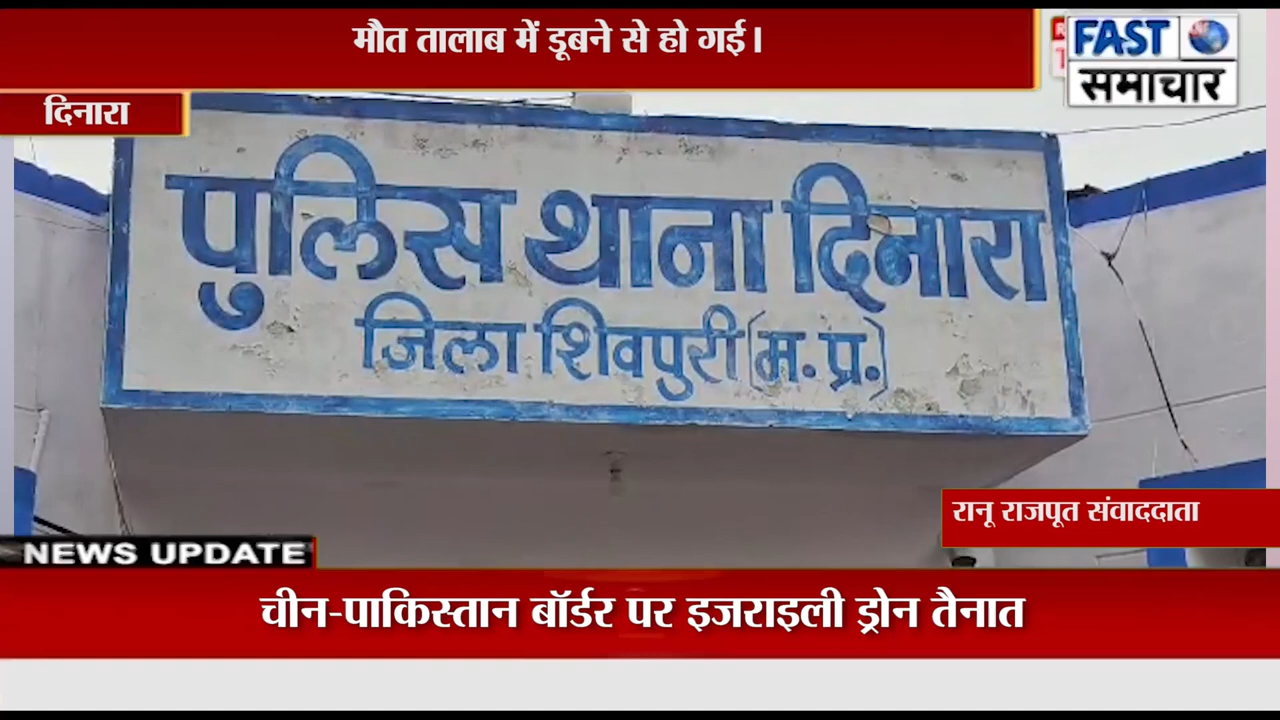 मौत तालाब में डूबने से हो गई।
FAST
समाचार
दिनारा
पुलिस थाना दिनारा
जिला शिवपुरी (म. प्र.)
रानू राजपूत संवाददाता
NEWS UPDATE
चीन-पाकिस्तान बॉर्डर पर इजराइली ड्रोन तैनात